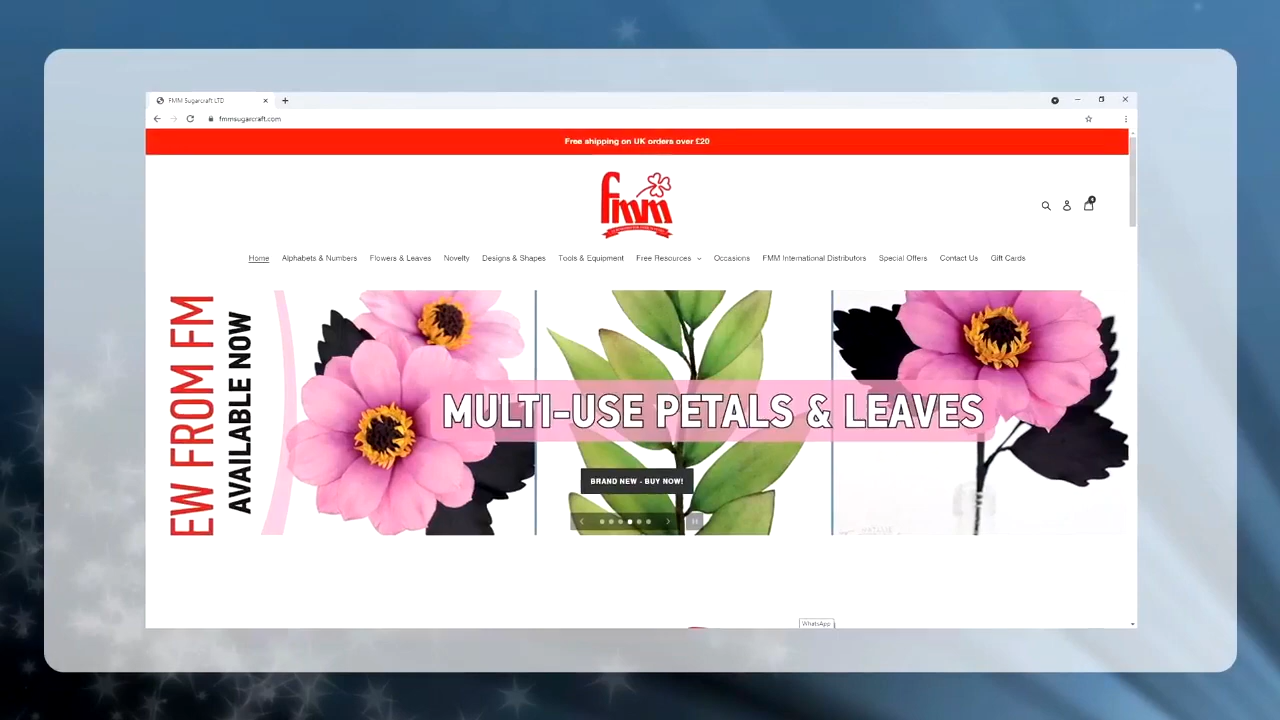 FMM Sugarcraft LTD
fmmsugarcraft.com
Free shipping on UK orders over £20
fmm
Home Alphabets & Numbers Flowers & Leaves Novelty Designs & Shapes Tools & Equipment Free Resources Occasions FMM International Distributors Special Offers Contact Us Gift Cards
EW FROM FM
AVAILABLE NOW
MULTI-USE PETALS & LEAVES
BRAND NEW - BUY NOW!
WhatsApp